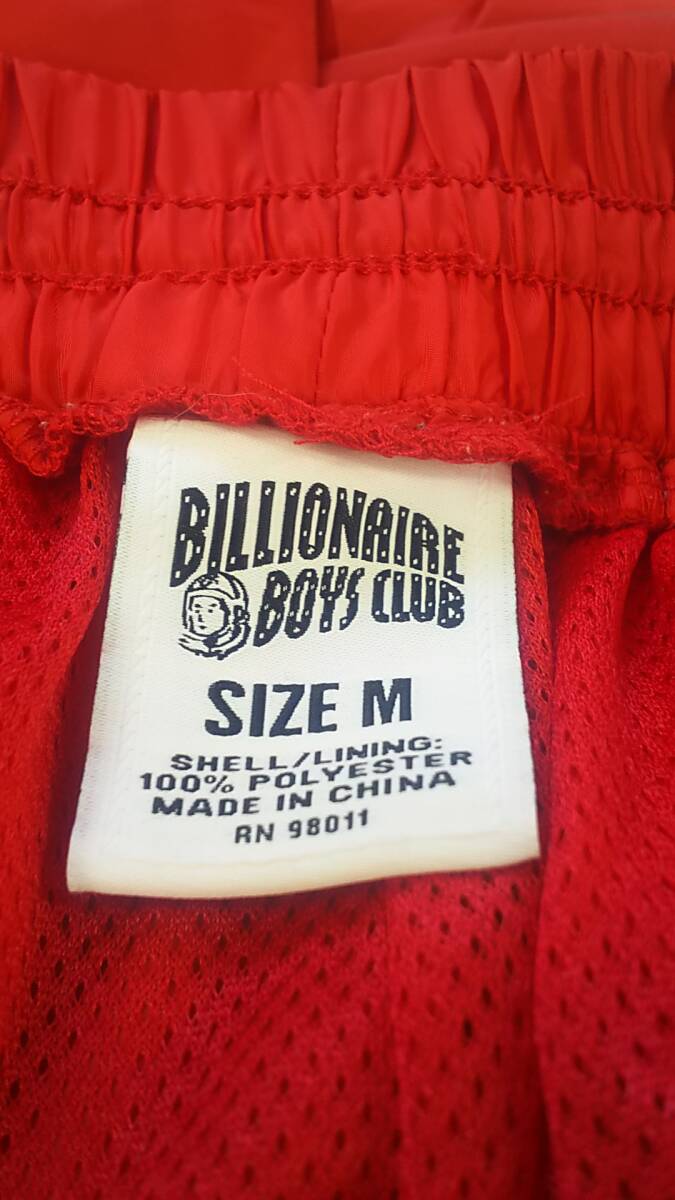 BILLIONAIRE
BOYS CLUB
SIZE M
SHELL/LINING:
100% POLYESTER
MADE IN CHINA
RN 98011